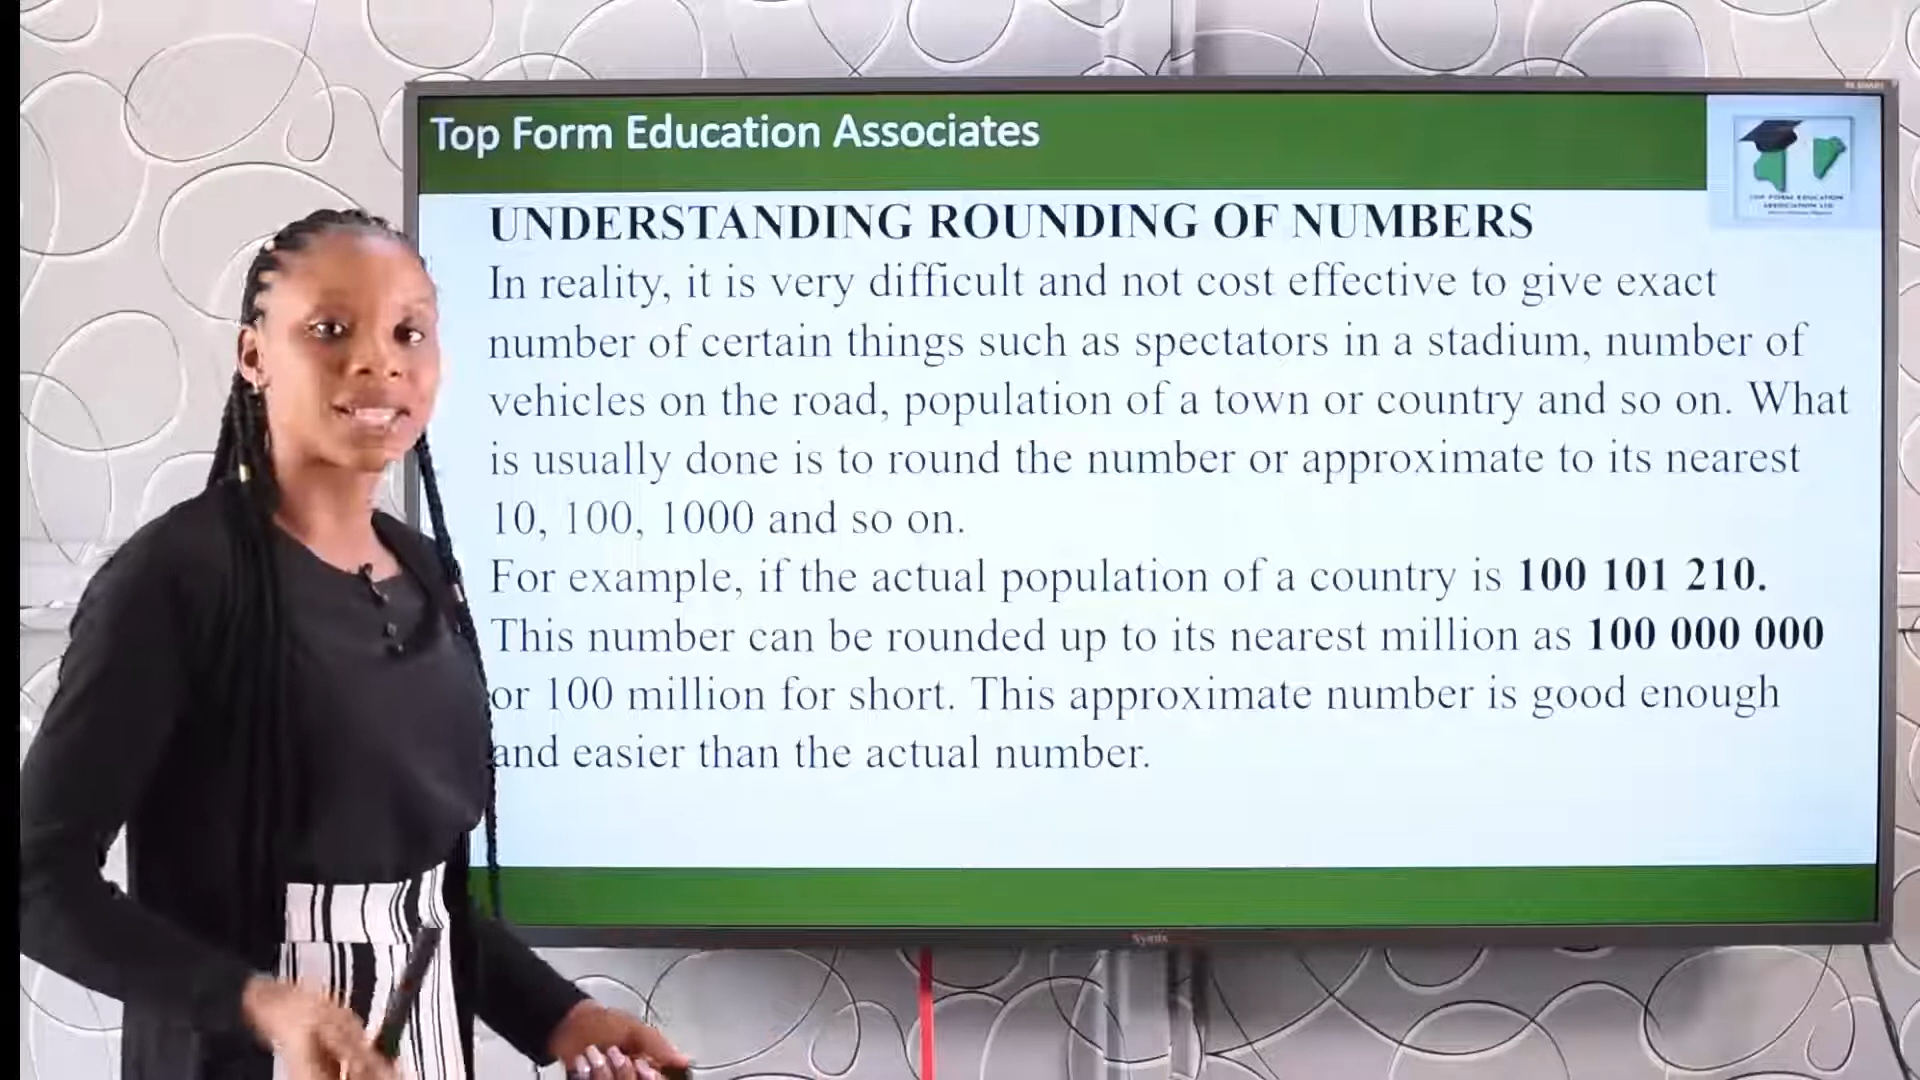 Top Form Education Associates
TOP FORM EDUCATION
ASSOCIATION LTD
UNDERSTANDING ROUNDING OF NUMBERS
In reality, it is very difficult and not cost effective to give exact
number of certain things such as spectators in a stadium, number of
vehicles on the road, population of a town or country and so on. What
is usually done is to round the number or approximate to its nearest
10, 100, 1000 and so on.
For example, if the actual population of a country is 100 101 210.
This number can be rounded up to its nearest million as 100 000 000
or 100 million for short. This approximate number is good enough
and easier than the actual number.